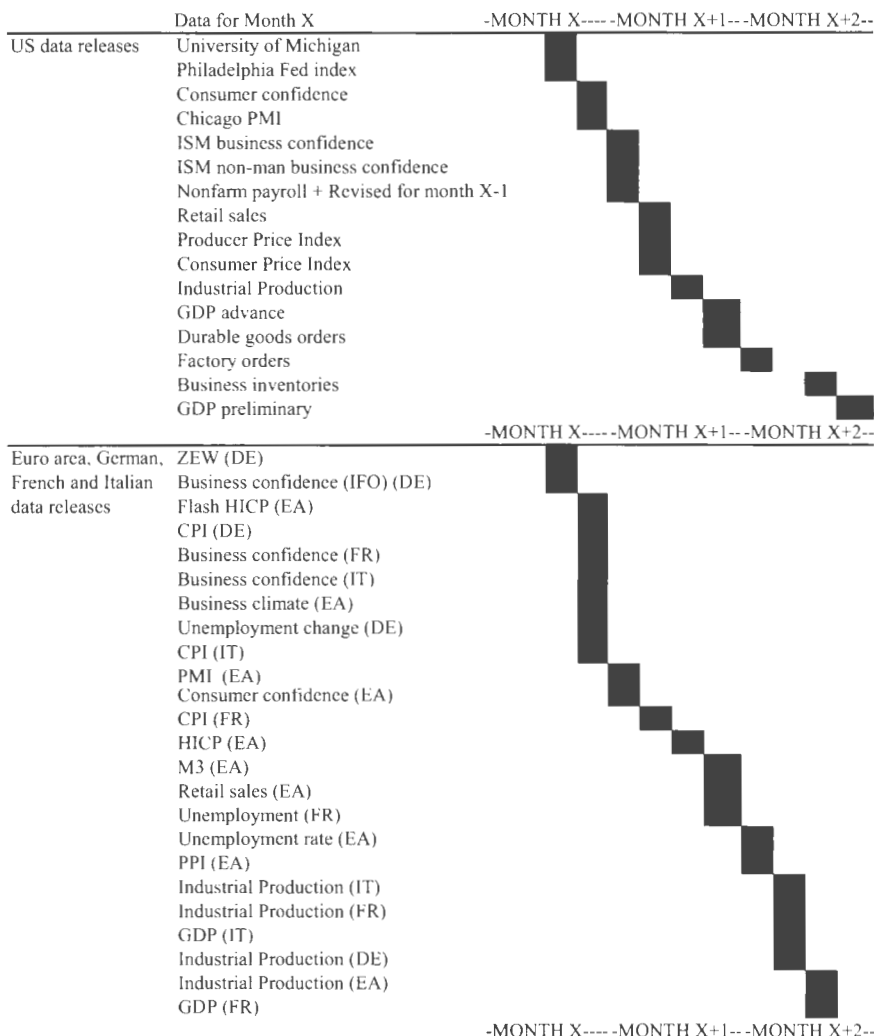 Data for Month X -MONTH X---- -MONTH X+1-- -MONTH X+2--
US data releases University of Michigan
Philadelphia Fed index
Consumer confidence
Chicago PMI
ISM business confidence
ISM non-man business confidence
Nonfarm payroll + Revised for month X-1
Retail sales
Producer Price Index
Consumer Price Index
Industrial Production
GDP advance
Durable goods orders
Factory orders
Business inventories
GDP preliminary
-MONTH X---- -MONTH X+1-- -MONTH X+2--
Euro area, German, ZEW (DE)
French and Italian Business confidence (IFO) (DE)
data releases Flash HICP (EA)
CPI (DE)
Business confidence (FR)
Business confidence (IT)
Business climate (EA)
Unemployment change (DE)
CPI (IT)
PMI (EA)
Consumer confidence (EA)
CPI (FR)
HICP (EA)
M3 (EA)
Retail sales (EA)
Unemployment (FR)
Unemployment rate (EA)
PPI (EA)
Industrial Production (IT)
Industrial Production (FR)
GDP (IT)
Industrial Production (DE)
Industrial Production (EA)
GDP (FR)
-MONTH X---- -MONTH X+1-- -MONTH X+2--